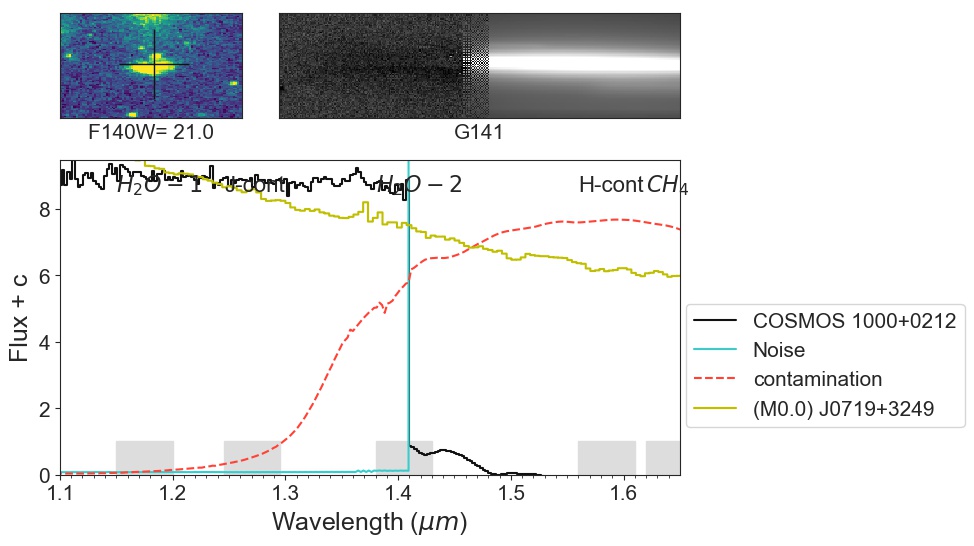 F140W= 21.0
G141
H₂O − 1
J-cont
H₂O − 2
H-cont
CH₄
Flux + c
8
6
4
2
0
1.1
1.2
1.3
1.4
1.5
1.6
Wavelength (μm)
COSMOS 1000+0212
Noise
contamination
(M0.0) J0719+3249